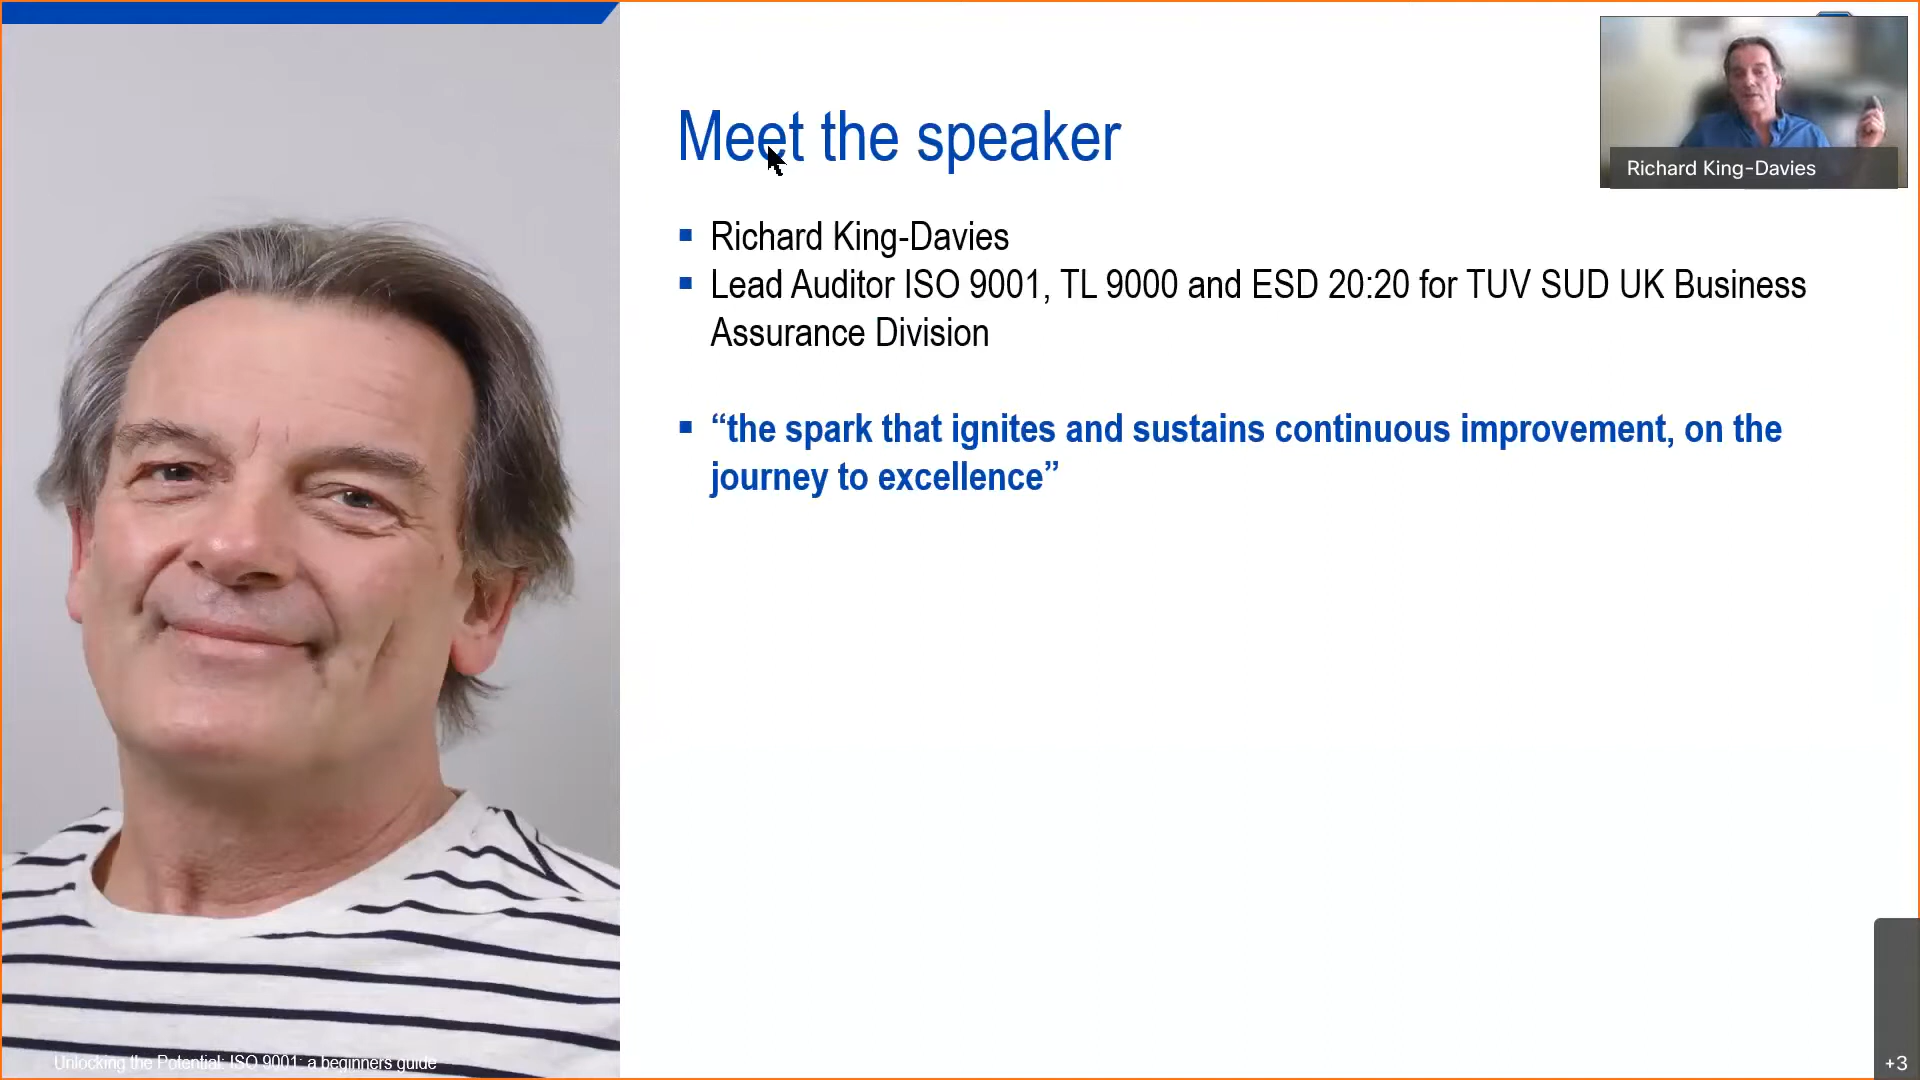 Meet the speaker
Richard King-Davies
Richard King-Davies
Lead Auditor ISO 9001, TL 9000 and ESD 20:20 for TUV SUD UK Business
Assurance Division
“the spark that ignites and sustains continuous improvement, on the
journey to excellence”
Unlocking the Potential: ISO 9001: a beginners guide
+3